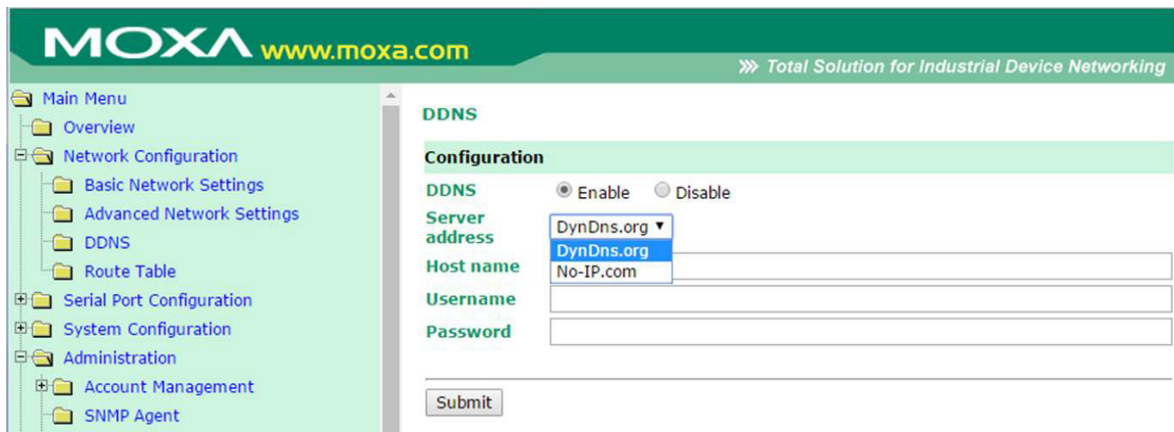 MOXA www.moxa.com
Total Solution for Industrial Device Networking
Main Menu
Overview
Network Configuration
Basic Network Settings
Advanced Network Settings
DDNS
Route Table
Serial Port Configuration
System Configuration
Administration
Account Management
SNMP Agent
DDNS
Configuration
DDNS Enable Disable
Server address DynDns.org
DynDns.org
No-IP.com
Host name
Username
Password
Submit